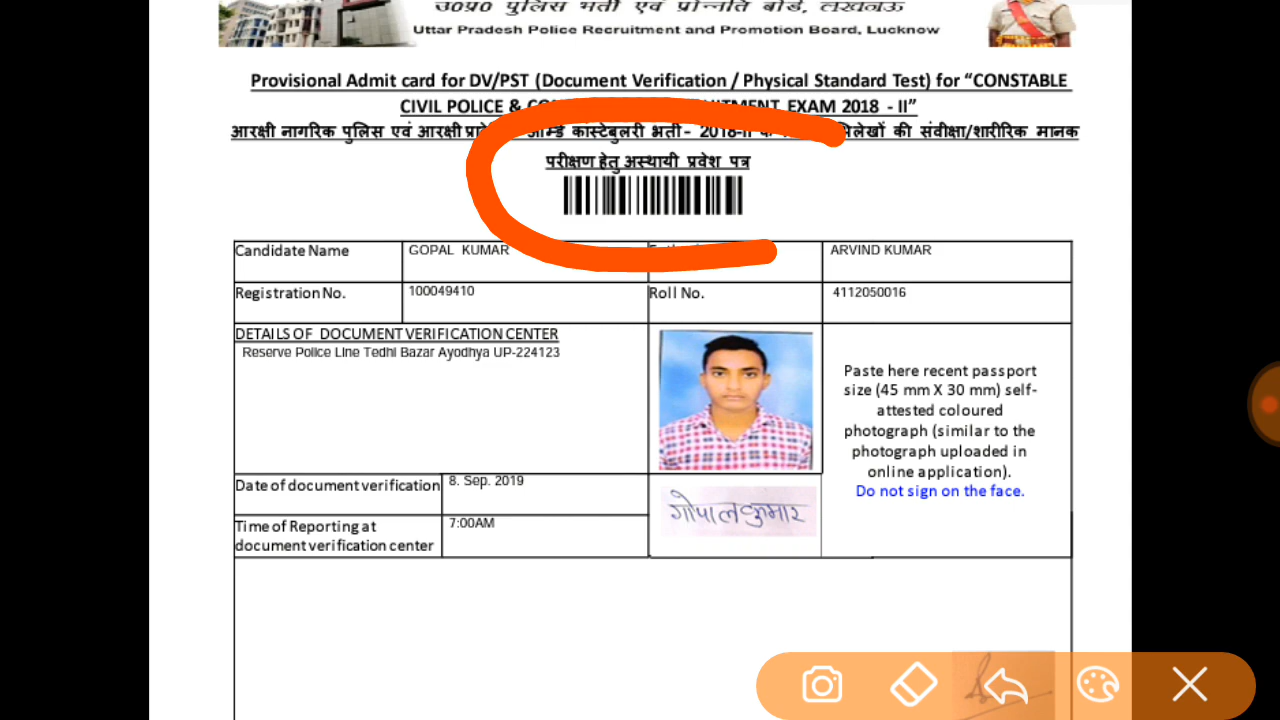 उ०प्र० पुलिस भर्ती एवं प्रोन्नति बोर्ड, लखनऊ
Uttar Pradesh Police Recruitment and Promotion Board, Lucknow
Provisional Admit card for DV/PST (Document Verification / Physical Standard Test) for “CONSTABLE
CIVIL POLICE & EXAM 2018 - II”
आरक्षी नागरिक पुलिस एवं आरक्षी कांस्टेबुलरी भर्ती - 2018-II की संवीक्षा/शारीरिक मानक
परीक्षण हेतु अस्थायी प्रवेश पत्र
Candidate Name GOPAL KUMAR ARVIND KUMAR
Registration No. 100049410 Roll No. 4112050016
DETAILS OF DOCUMENT VERIFICATION CENTER
Reserve Police Line Tedhi Bazar Ayodhya UP-224123
Paste here recent passport
size (45 mm X 30 mm) self-
attested coloured
photograph (similar to the
photograph uploaded in
online application).
Do not sign on the face.
Date of document verification 8. Sep. 2019
गोपाल कुमार
Time of Reporting at
document verification center 7:00AM